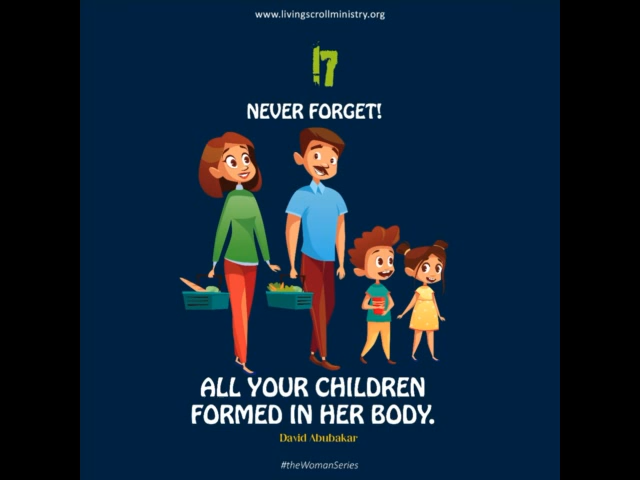 www.livingscrollministry.org
17
NEVER FORGET!
ALL YOUR CHILDREN
FORMED IN HER BODY.
David Abubakar
#theWomanSeries